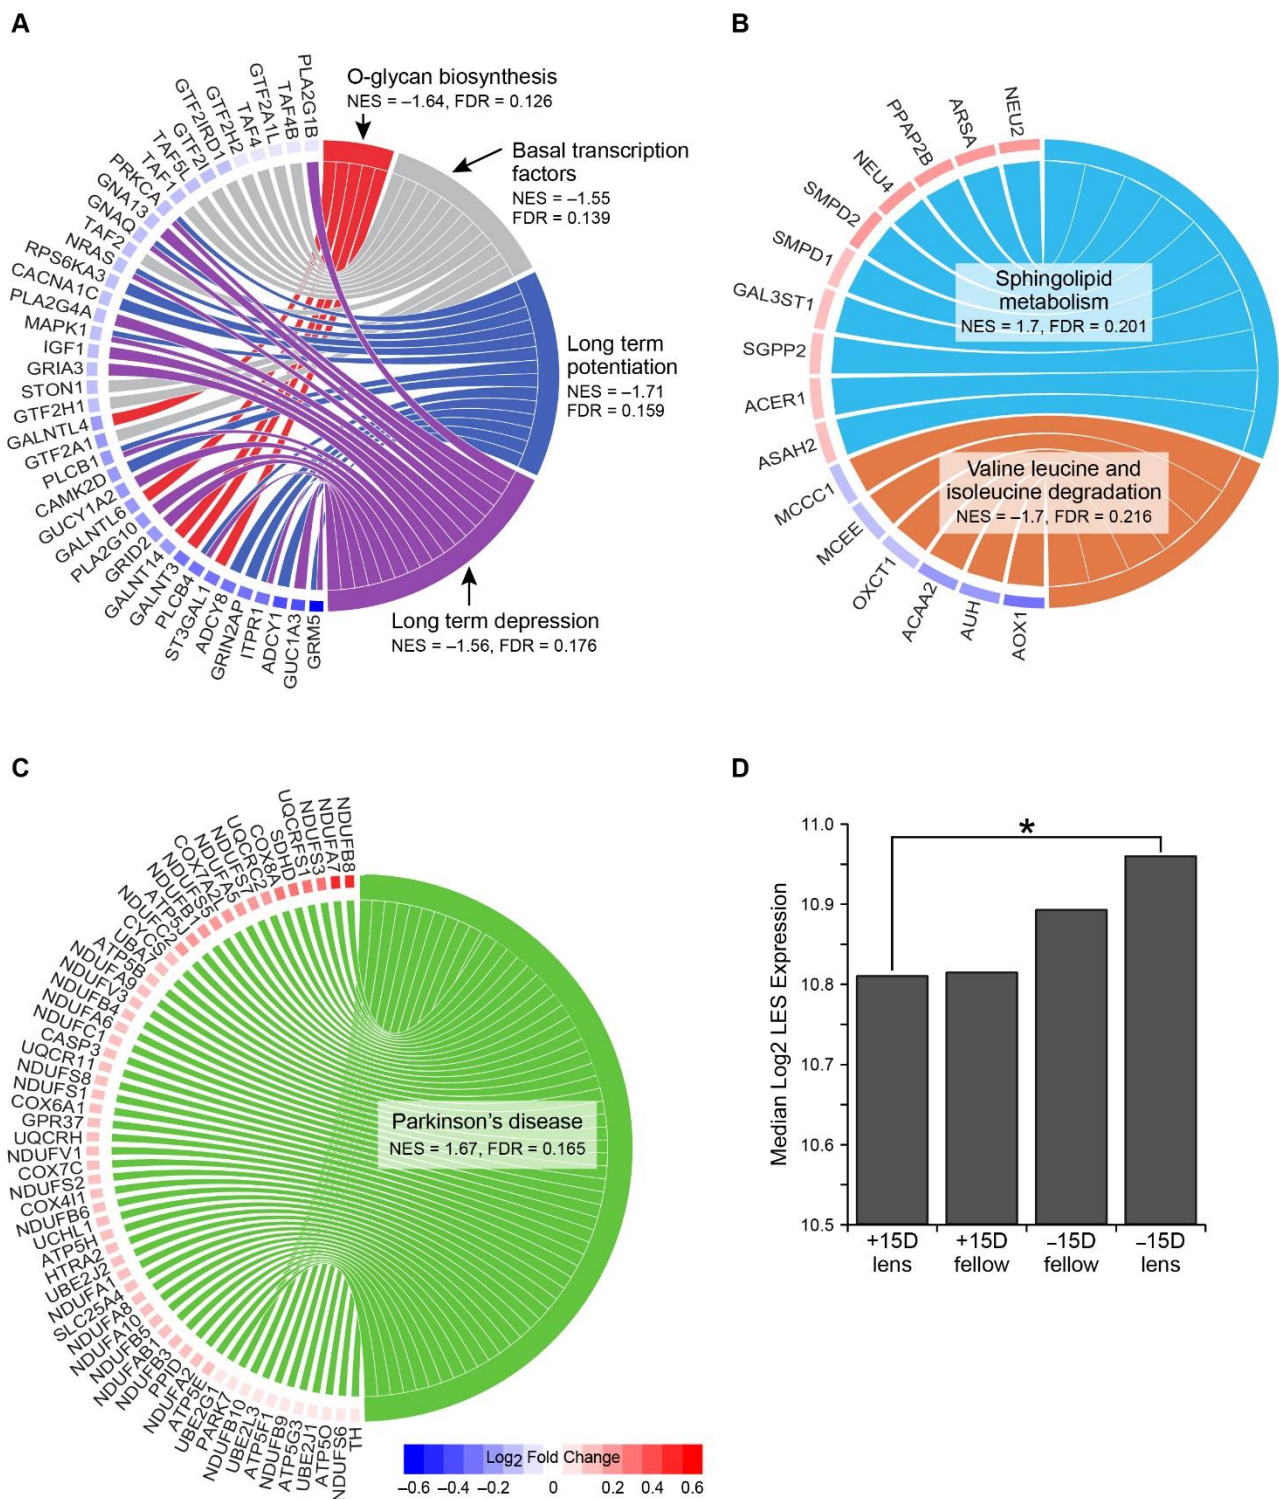 A
PLA2G1B
TAF4B
GTF2A1L
TAF4
GTF2H2
GTF2IRD1
GTF2I
TAF5L
TAF1
PRKCA
GNA13
GNAQ
TAF2
NRAS
RPS6KA3
CACNA1C
PLA2G4A
MAPK1
IGF1
GRIA3
STON1
GTF2H1
GALNTL4
GTF2A1
PLCB1
CAMK2D
GUCY1A2
GALNTL6
PLA2G10
GRID2
GALNT14
GALNT3
PLCB4
ST3GAL1
ADCY8
GRIN2AP
ITPR1
ADCY1
GUC1A3
GRM5
O-glycan biosynthesis
NES = –1.64, FDR = 0.126
Basal transcription
factors
NES = –1.55
FDR = 0.139
Long term
potentiation
NES = –1.71
FDR = 0.159
Long term depression
NES = –1.56, FDR = 0.176
B
NEU2
ARSA
PPAP2B
NEU4
SMPD2
SMPD1
GAL3ST1
SGPP2
ACER1
ASAH2
MCCC1
MCEE
OXCT1
ACAA2
AUH
AOX1
Sphingolipid
metabolism
NES = 1.7, FDR = 0.201
Valine leucine and
isoleucine degradation
NES = –1.7, FDR = 0.216
C
NDUFB8
NDUFA7
NDUFS3
UQCRFS1
SDHD
COX8A
UQCRC2
NDUFS7
NDUFA5
COX7A2L
NDUFS5
ATP5B
NDUFA9
NDUFV3
NDUFB4
NDUFA6
NDUFC1
CASP3
UQCR11
NDUFS8
NDUFS1
COX6A1
GPR37
UQCRH
NDUFV1
COX7C
NDUFS2
COX4I1
NDUFB6
UCHL1
ATP5H
HTRA2
UBE2J2
NDUFA1
SLC25A4
NDUFA8
NDUFA10
NDUFB5
NDUFAB1
NDUFB3
PPID
NDUFA2
ATP5E
UBE2G1
PARK7
NDUFB10
UBE2L3
ATP5F1
NDUFB9
ATP5G3
UBE2J1
ATP5O
NDUFS6
TH
Parkinson's disease
NES = 1.67, FDR = 0.165
Log2 Fold Change
–0.6 –0.4 –0.2 0 0.2 0.4 0.6
D
*
Median Log2 LES Expression
11.0
10.9
10.8
10.7
10.6
10.5
+15D lens
+15D fellow
–15D fellow
–15D lens